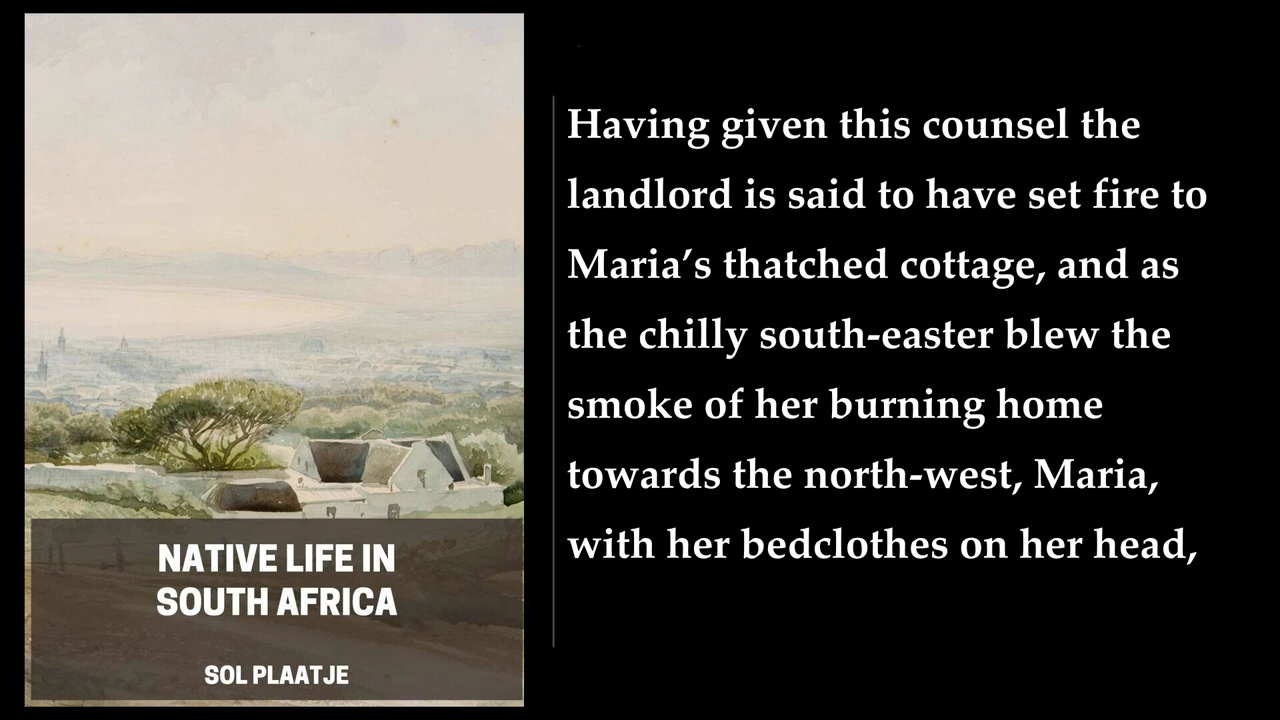 NATIVE LIFE IN
SOUTH AFRICA
SOL PLAATJE
Having given this counsel the
landlord is said to have set fire to
Maria’s thatched cottage, and as
the chilly south-easter blew the
smoke of her burning home
towards the north-west, Maria,
with her bedclothes on her head,